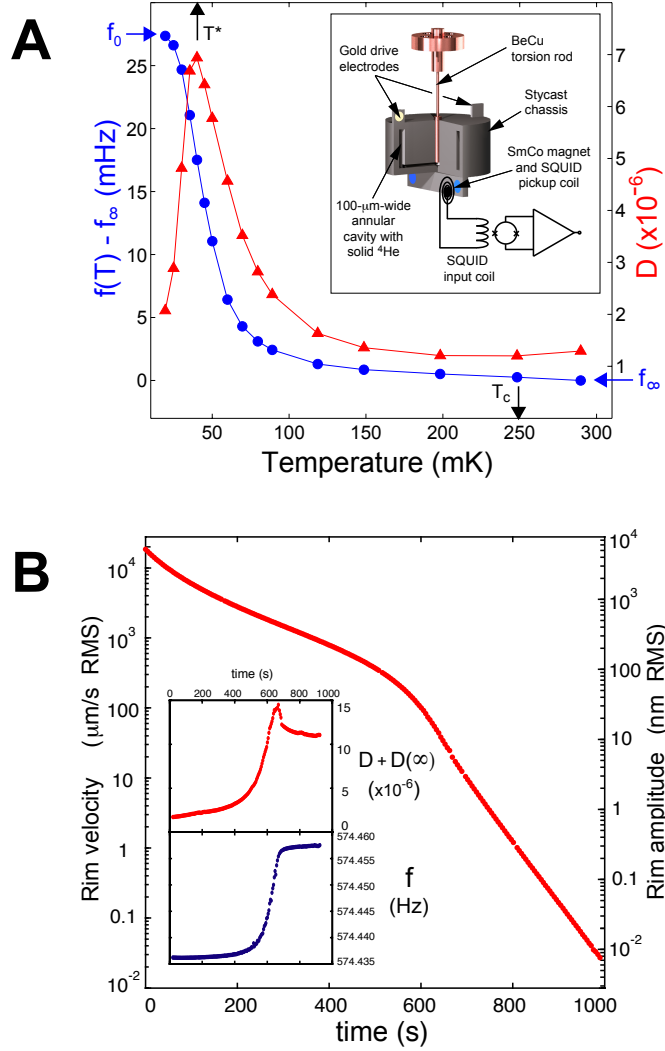 A
f₀
T*
f(T) - f∞ (mHz)
25
20
15
10
5
0
50
100
150
200
250
300
Temperature (mK)
T_c
f∞
7
6
5
4
3
2
1
D (x10⁻⁶)
Gold drive
electrodes
BeCu
torsion rod
Stycast
chassis
SmCo magnet
and SQUID
pickup coil
100-μm-wide
annular
cavity with
solid ⁴He
SQUID
input coil
B
Rim velocity (μm/s RMS)
10⁴
10³
100
10
1
0.1
10⁻²
0
200
400
600
800
1000
time (s)
10⁴
10³
100
10
1
0.1
10⁻²
Rim amplitude (nm RMS)
time (s)
0 200 400 600 800 1000
15
10
5
0
D + D(∞)
(x10⁻⁶)
574.460
574.455
574.450
574.445
574.440
574.435
f
(Hz)